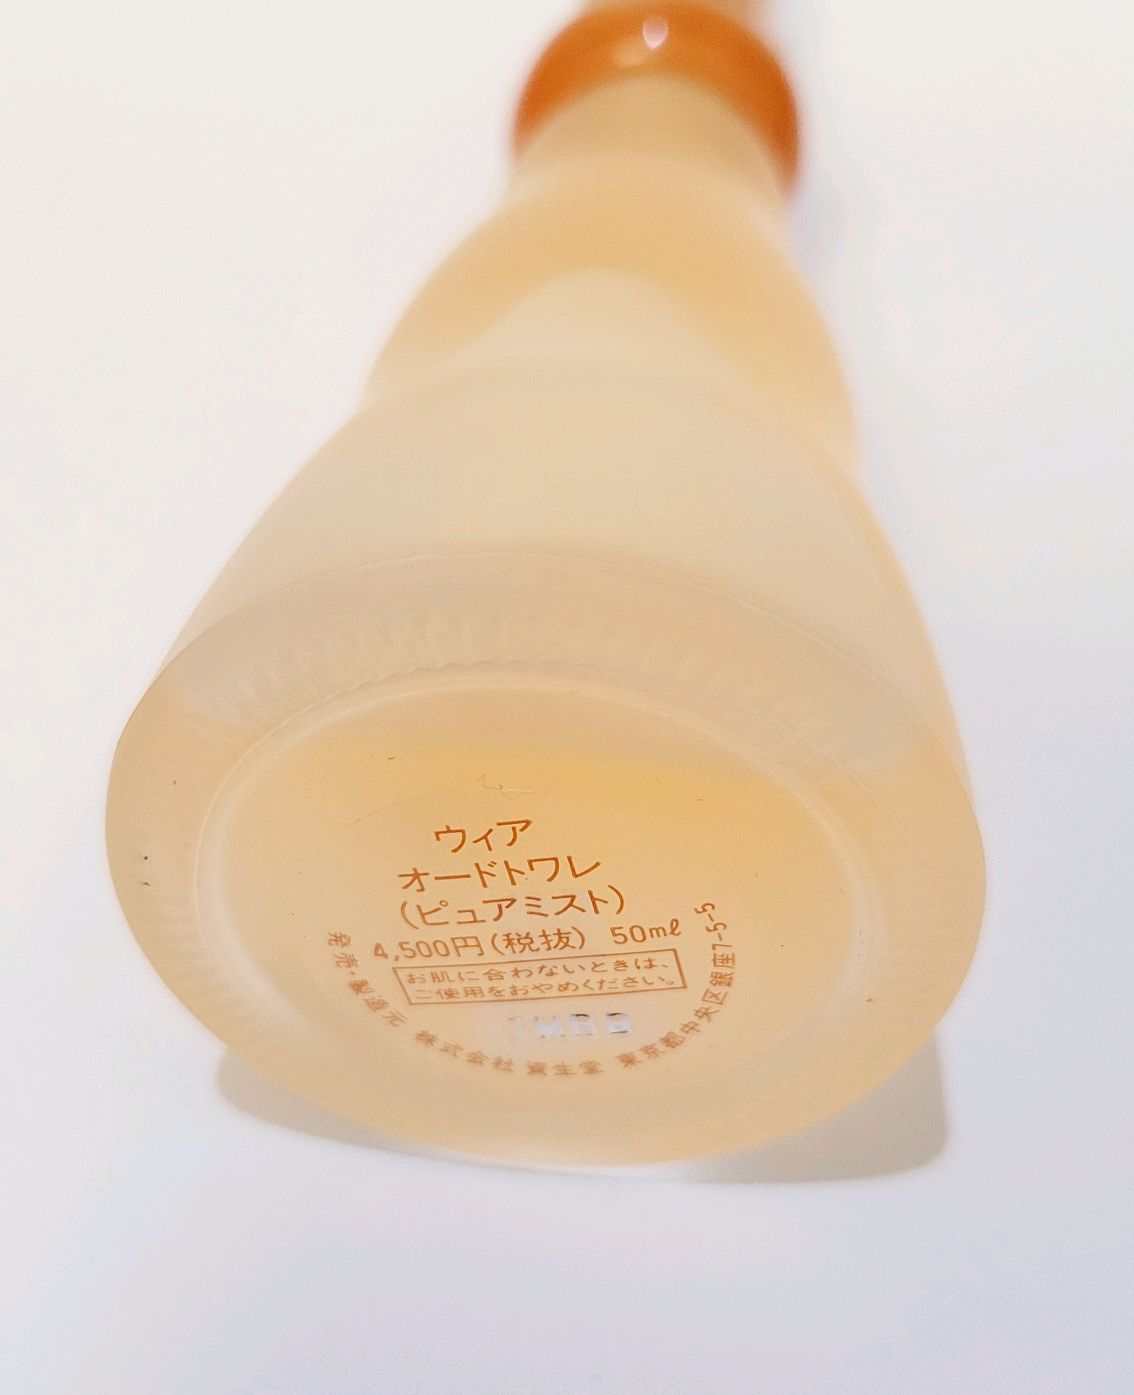 ウィア
オードトワレ
(ピュアミスト)
4,500円(税抜) 50ml
お肌に合わないときは、
ご使用をおやめください。
発売・製造元 株式会社 資生堂 東京都中央区銀座7-5-5